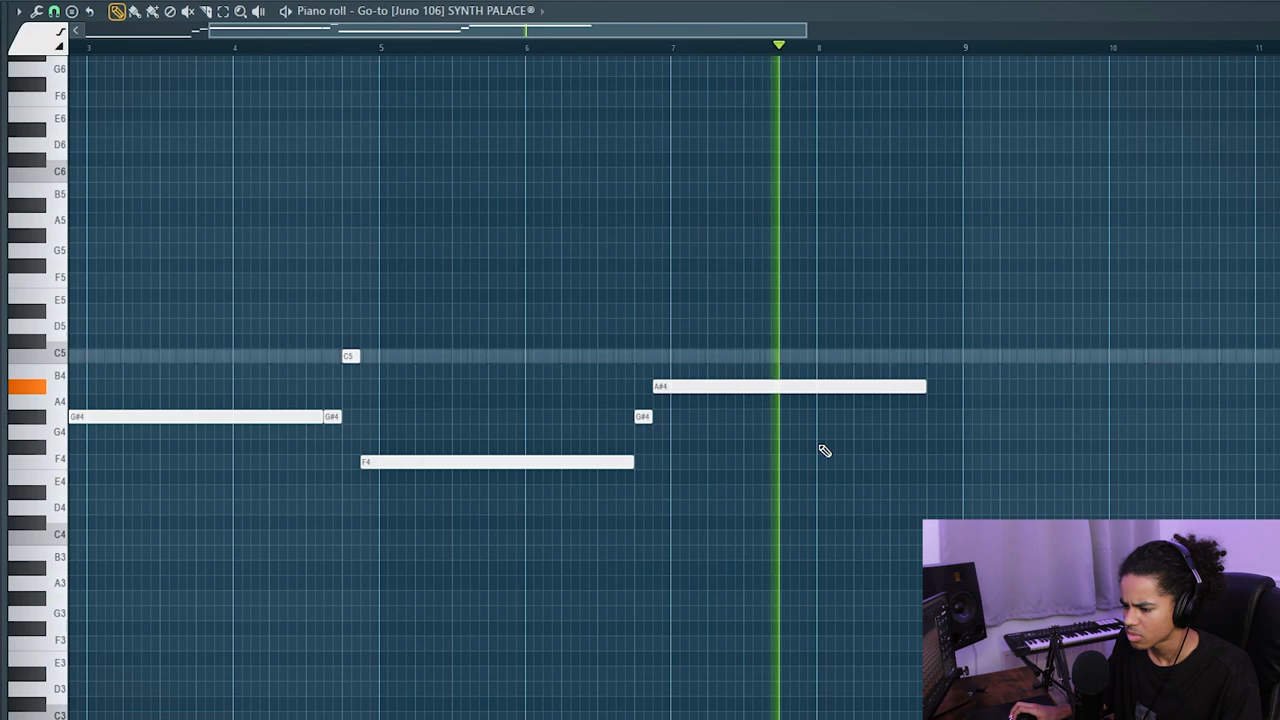 Piano roll - Go-to [Juno 106] SYNTH PALACE®
3 4 5 6 7 8 9 10 11
G6
F6
E6
D6
C6
B5
A5
G5
F5
E5
D5
C5 C5
B4
A#4
A4
G#4 G#4 G#4
G4
F4 F4
E4
D4
C4
B3
A3
G3
F3
E3
D3
C3